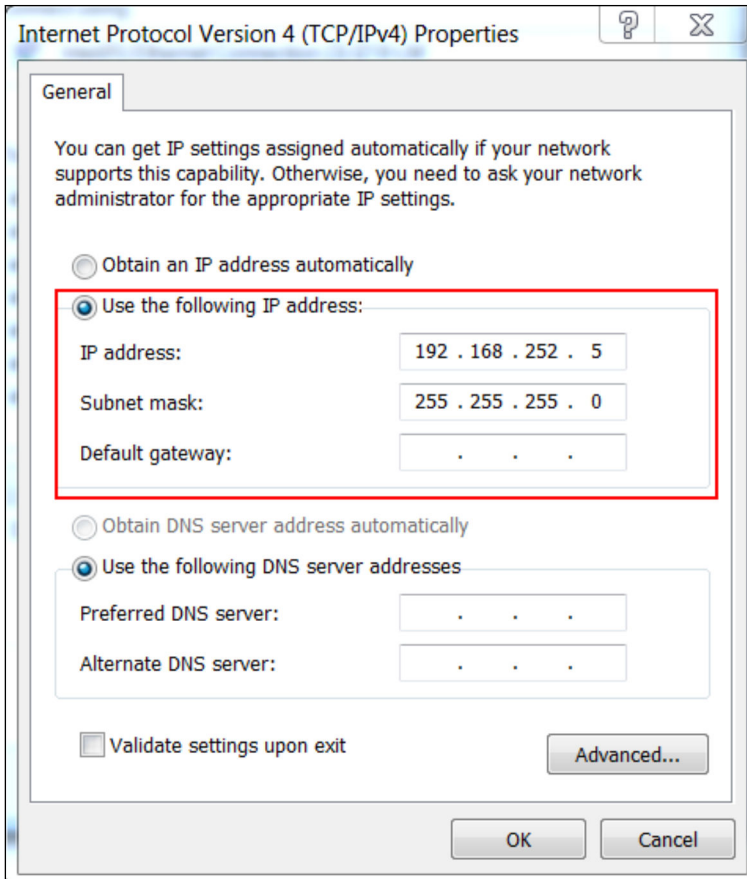 Internet Protocol Version 4 (TCP/IPv4) Properties
General
You can get IP settings assigned automatically if your network
supports this capability. Otherwise, you need to ask your network
administrator for the appropriate IP settings.
Obtain an IP address automatically
Use the following IP address:
IP address: 192 . 168 . 252 . 5
Subnet mask: 255 . 255 . 255 . 0
Default gateway: . . .
Obtain DNS server address automatically
Use the following DNS server addresses
Preferred DNS server: . . .
Alternate DNS server: . . .
Validate settings upon exit
Advanced...
OK Cancel